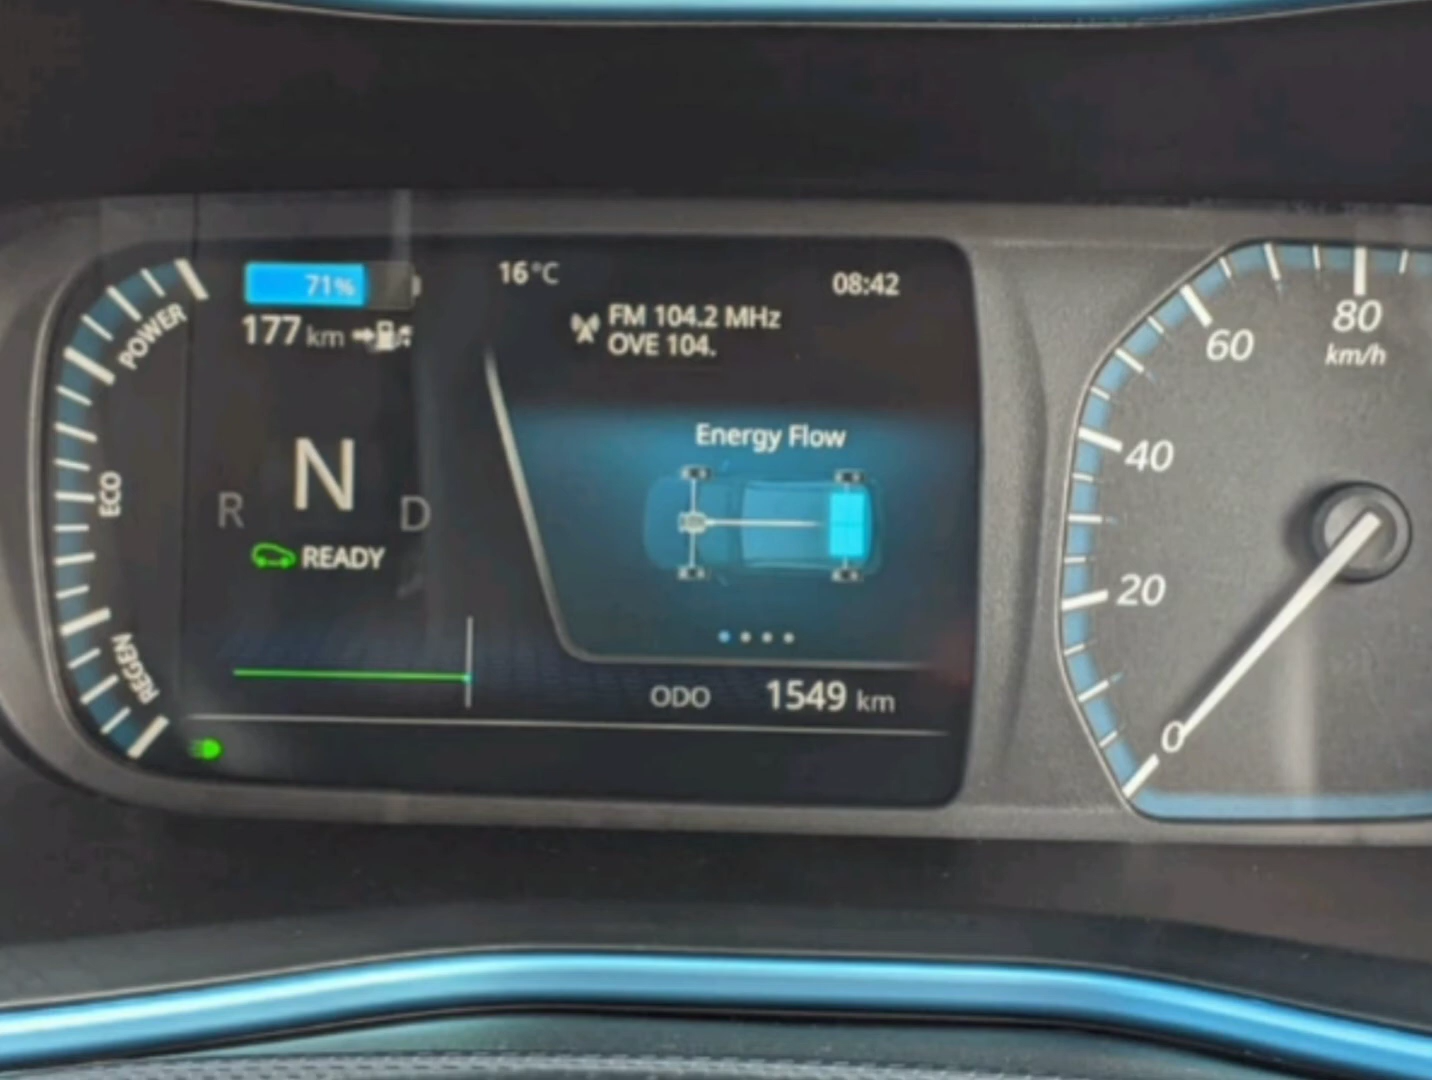 71%
177 km
16°C
08:42
FM 104.2 MHz
OVE 104.
POWER
ECO
REGEN
R N D
READY
Energy Flow
ODO 1549 km
80
km/h
60
40
20
0